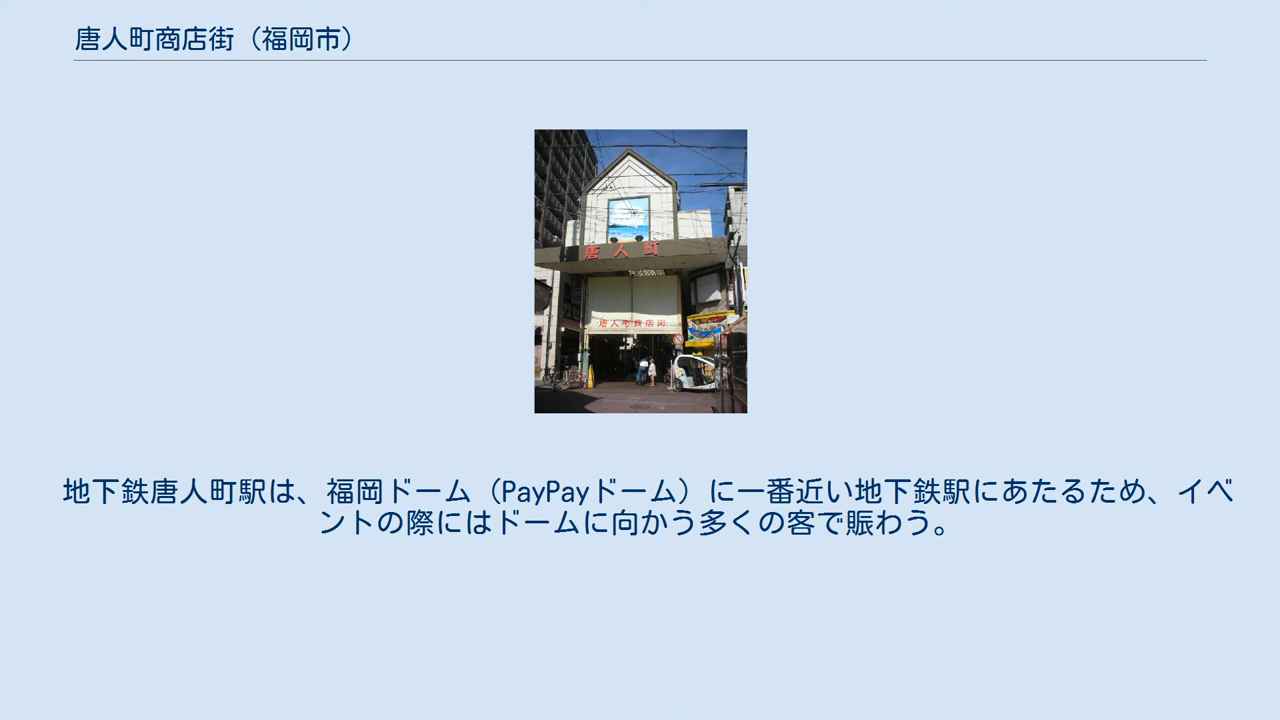 唐人町商店街（福岡市）
唐人町
唐人町商店街
地下鉄唐人町駅は、福岡ドーム（PayPayドーム）に一番近い地下鉄駅にあたるため、イベ
ントの際にはドームに向かう多くの客で賑わう。